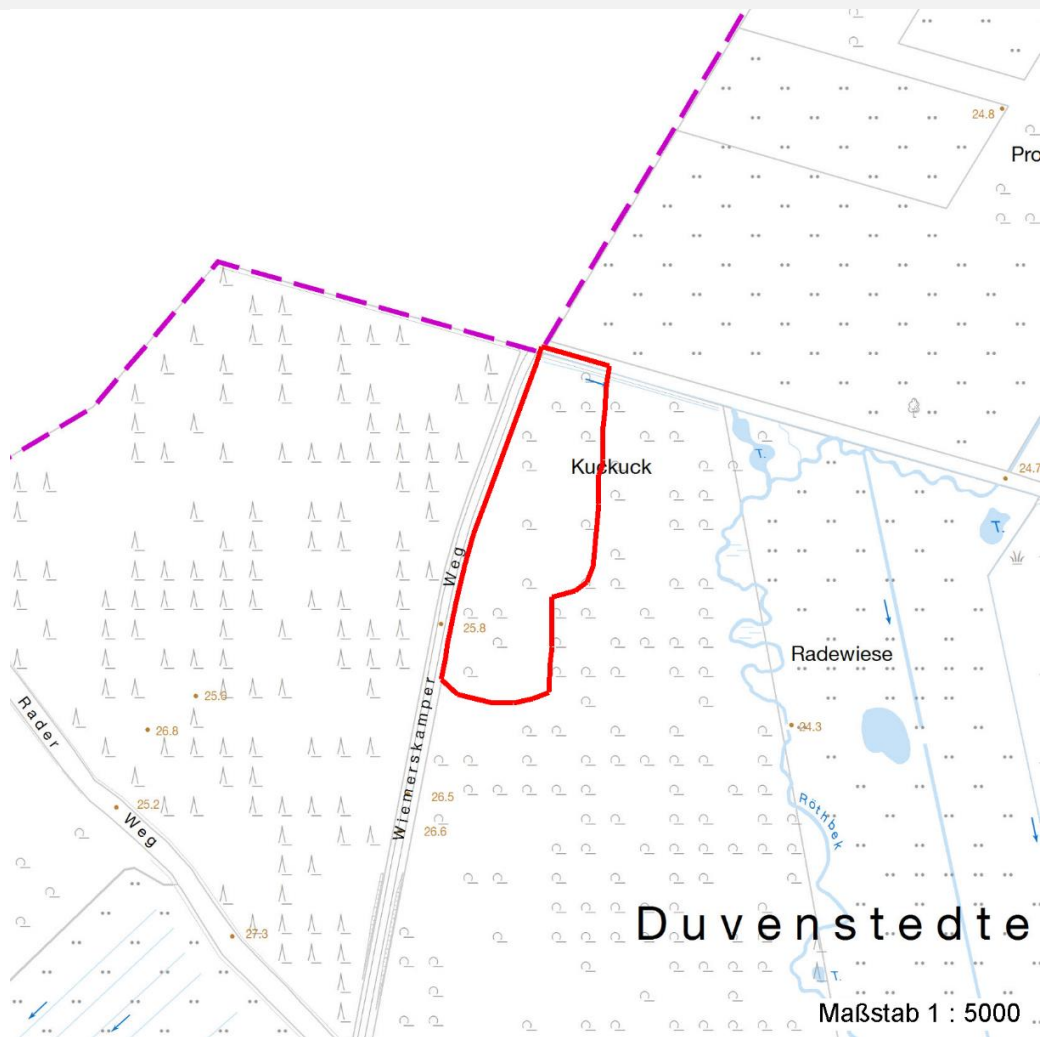 24.8
Pro
Kuckuck
24.7
T.
T.
Weg
25.8
Radewiese
25.9
26.8
24.3
Rader
Weg
25.2
Wiemerskamper
26.5
26.6
Röthbek
27.3
Duvenstedte
T.
Maßstab 1 : 5000